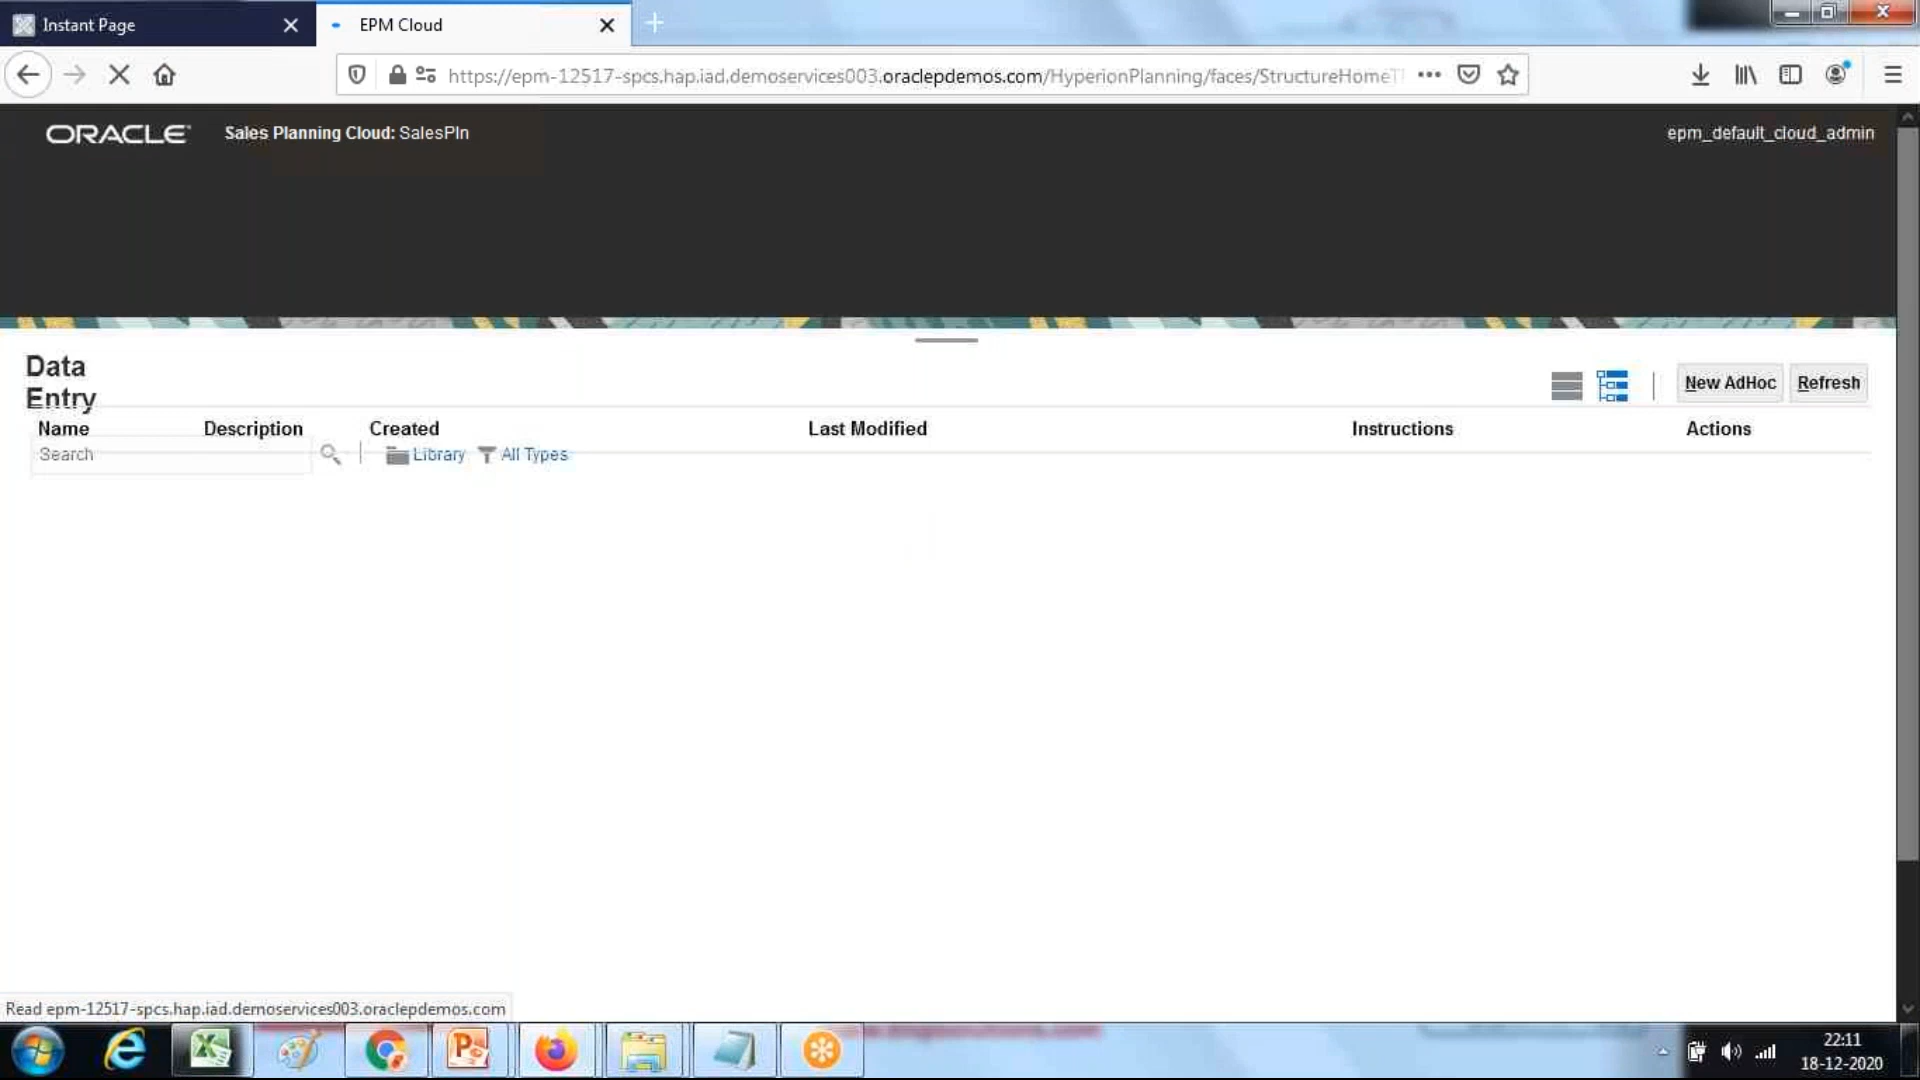 Instant Page
EPM Cloud
https://epm-12517-spcs.hap.iad.demoservices003.oraclepdemos.com/HyperionPlanning/faces/StructureHomeT
ORACLE
Sales Planning Cloud: SalesPln
epm_default_cloud_admin
Data
Entry
New AdHoc
Refresh
Name Description Created Last Modified Instructions Actions
Search
Library
All Types
Read epm-12517-spcs.hap.iad.demoservices003.oraclepdemos.com
22:11
18-12-2020